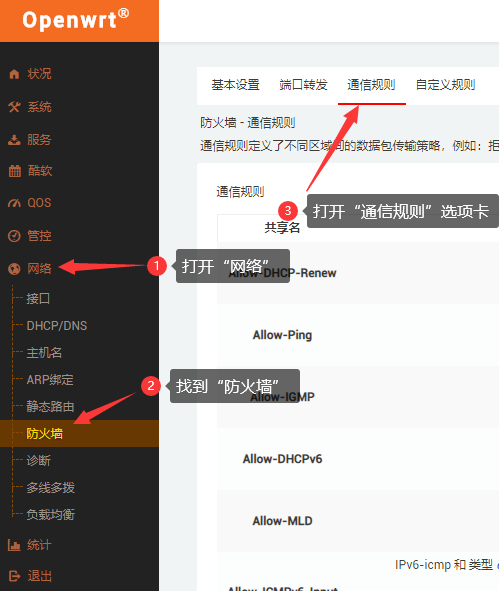 Openwrt®
状况
系统
服务
酷软
QOS
管控
网络
接口
DHCP/DNS
主机名
ARP绑定
静态路由
防火墙
诊断
多线多拨
负载均衡
统计
退出
基本设置 端口转发 通信规则 自定义规则
防火墙 - 通信规则
通信规则定义了不同区域间的数据包传输策略，例如：拒
通信规则
3 打开“通信规则”选项卡
共享名
1 打开“网络”
Allow-DHCP-Renew
Allow-Ping
2 找到“防火墙”
Allow-IGMP
Allow-DHCPv6
Allow-MLD
IPv6-icmp 和 类型
Allow-ICMPv6-Input